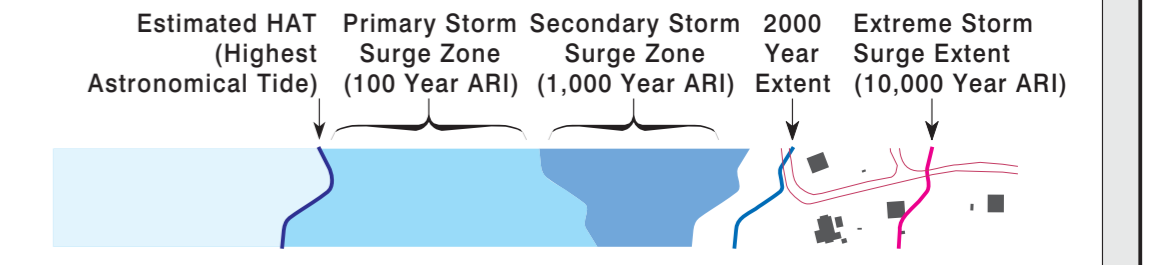 Estimated HAT
(Highest
Astronomical Tide)
Primary Storm
Surge Zone
(100 Year ARI)
Secondary Storm
Surge Zone
(1,000 Year ARI)
2000
Year
Extent
Extreme Storm
Surge Extent
(10,000 Year ARI)